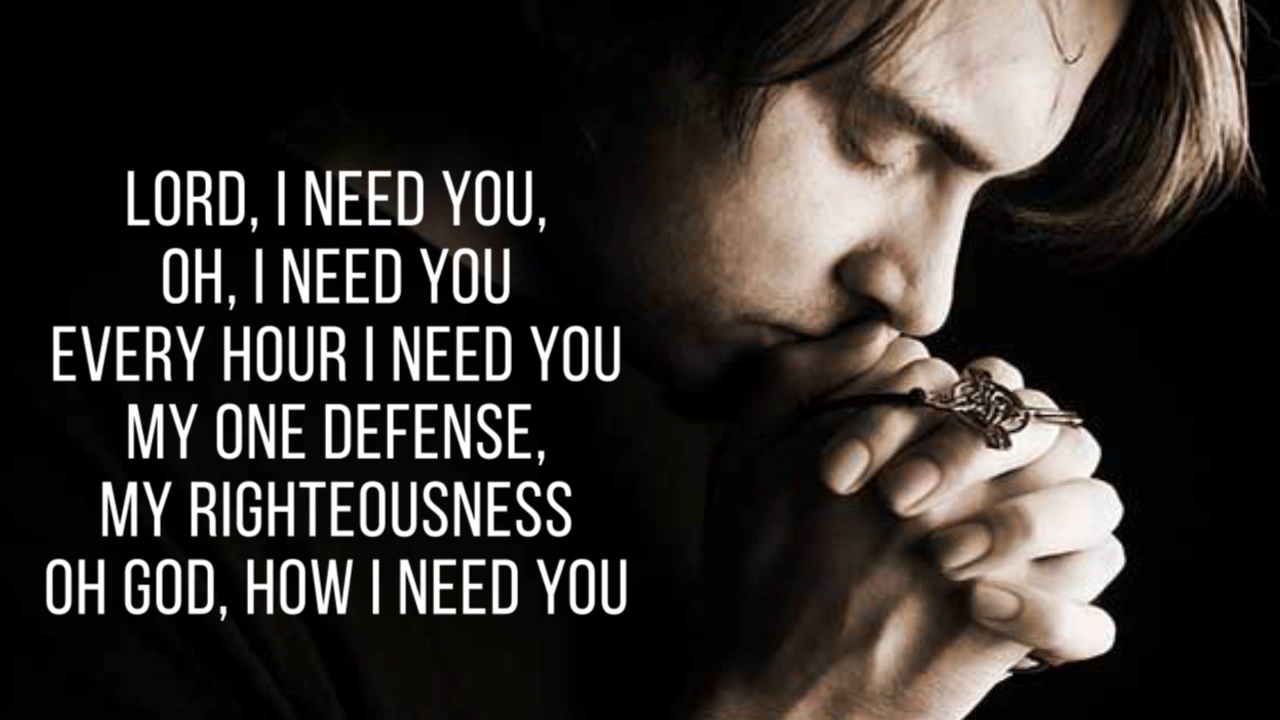 LORD, I NEED YOU,
OH, I NEED YOU
EVERY HOUR I NEED YOU
MY ONE DEFENSE,
MY RIGHTEOUSNESS
OH GOD, HOW I NEED YOU